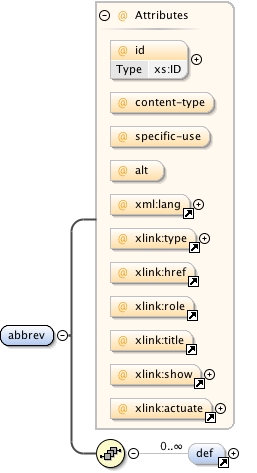 Attributes
@ id
Type xs:ID
@ content-type
@ specific-use
@ alt
@ xml:lang
@ xlink:type
@ xlink:href
@ xlink:role
@ xlink:title
@ xlink:show
@ xlink:actuate
abbrev
0..∞
def